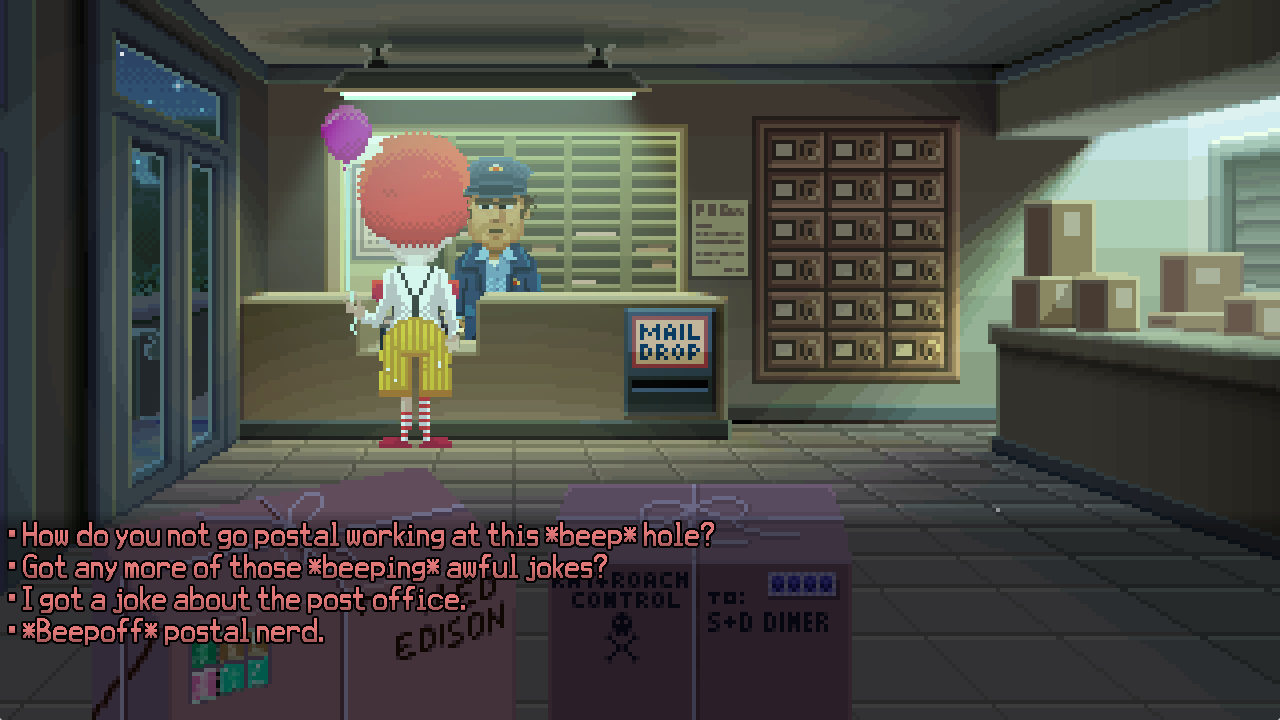 MAIL
DROP
· How do you not go postal working at this *beep* hole?
· Got any more of those *beeping* awful jokes?
· I got a joke about the post office.
· *Beepoff* postal nerd.
EDISON
CONTROL
TO:
S+D DINER